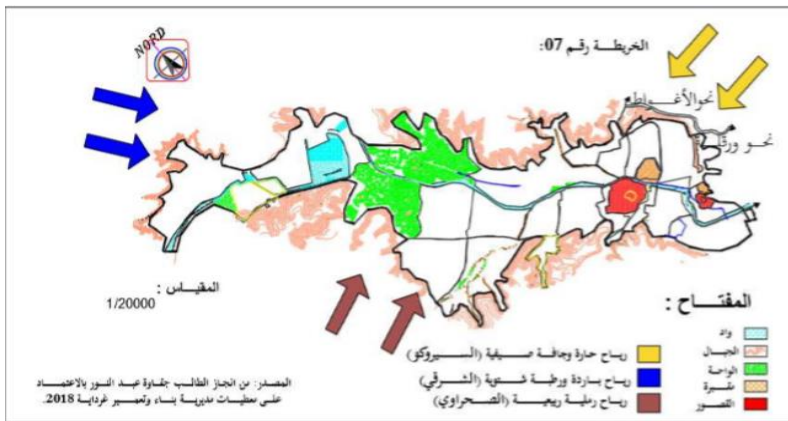 NORD
الخريطة رقم 07:
نحو الأغواط
نحو ورقلة
المقياس :
1/20000
المفتاح :
واد
الجبال
الواحة
مقبرة
القصور
رياح حارة وجافة صيفية (السيروكو)
رياح باردة ورطبة شتوية (الشرقي)
رياح رملية ربيعية (الصحراوي)
المصدر: من انجاز الطالب جقاوة عبد النور بالاعتماد
على معطيات مديرية بناء وتعمير غرداية 2018.